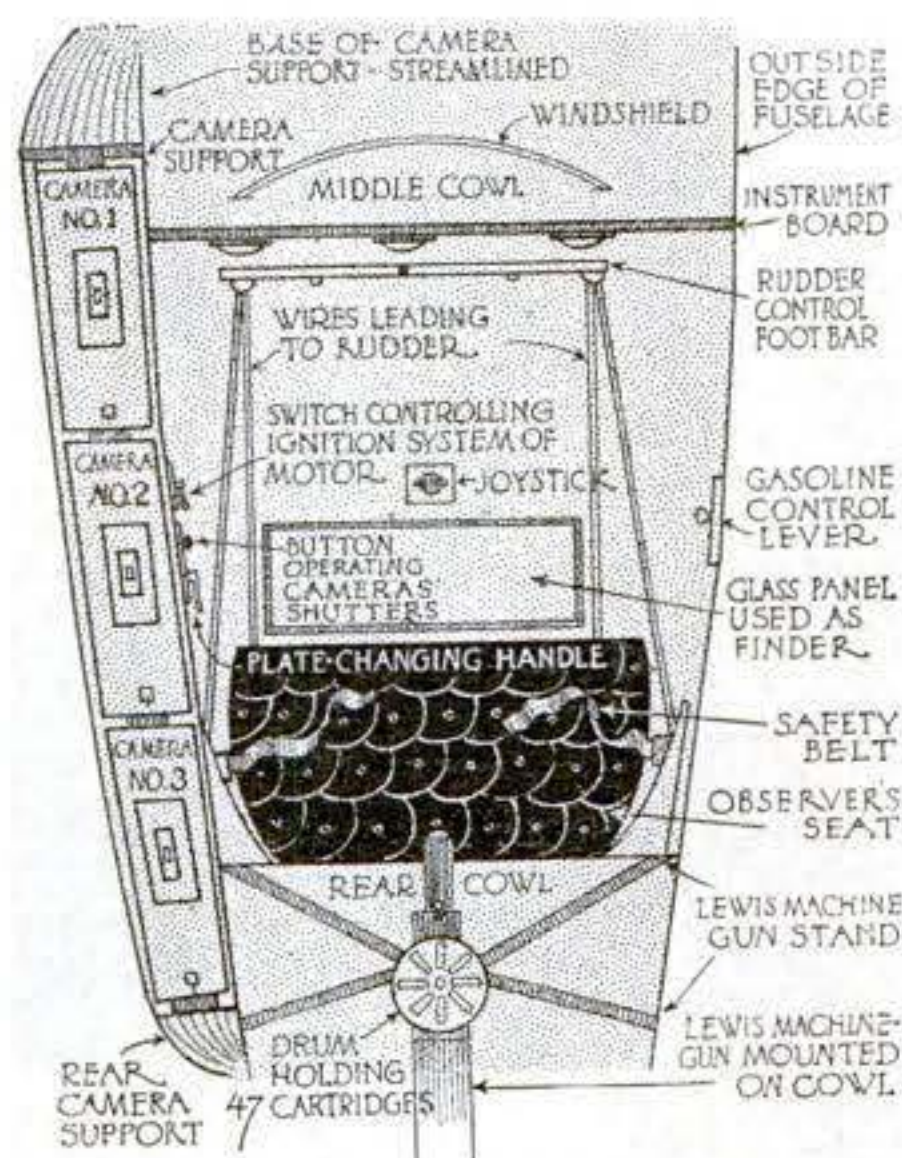 BASE OF CAMERA
SUPPORT - STREAMLINED
OUTSIDE
EDGE OF
FUSELAGE
CAMERA
SUPPORT
WINDSHIELD
CAMERA
NO.1
MIDDLE COWL
INSTRUMENT
BOARD
RUDDER
CONTROL
FOOT BAR
WIRES LEADING
TO RUDDER
SWITCH CONTROLLING
IGNITION SYSTEM OF
MOTOR
JOYSTICK
CAMERA
NO.2
GASOLINE
CONTROL
LEVER
BUTTON
OPERATING
CAMERAS'
SHUTTERS
GLASS PANEL
USED AS
FINDER
PLATE-CHANGING HANDLE
SAFETY
BELT
CAMERA
NO.3
OBSERVER'S
SEAT
REAR COWL
LEWIS MACHINE
GUN STAND
LEWIS MACHINE-
GUN MOUNTED
ON COWL
DRUM
HOLDING
47 CARTRIDGES
REAR
CAMERA
SUPPORT